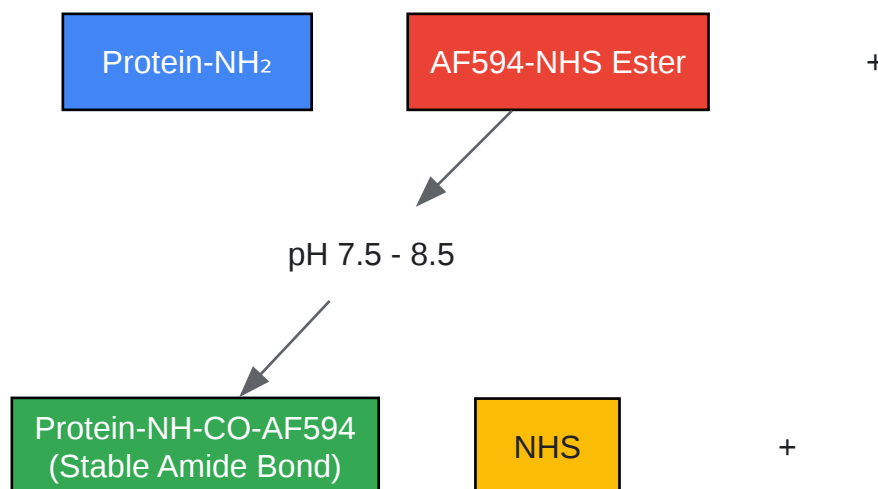 Protein-NH₂
AF594-NHS Ester
+
pH 7.5 - 8.5
Protein-NH-CO-AF594
(Stable Amide Bond)
NHS
+